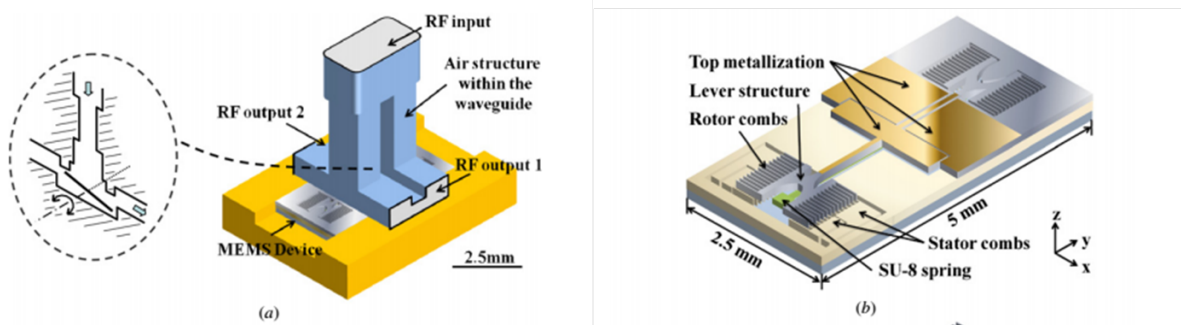 RF input
Air structure
within the
waveguide
RF output 2
RF output 1
MEMS Device
2.5mm
(a)
Top metallization
Lever structure
Rotor combs
5 mm
2.5 mm
Stator combs
SU-8 spring
z
y
x
(b)